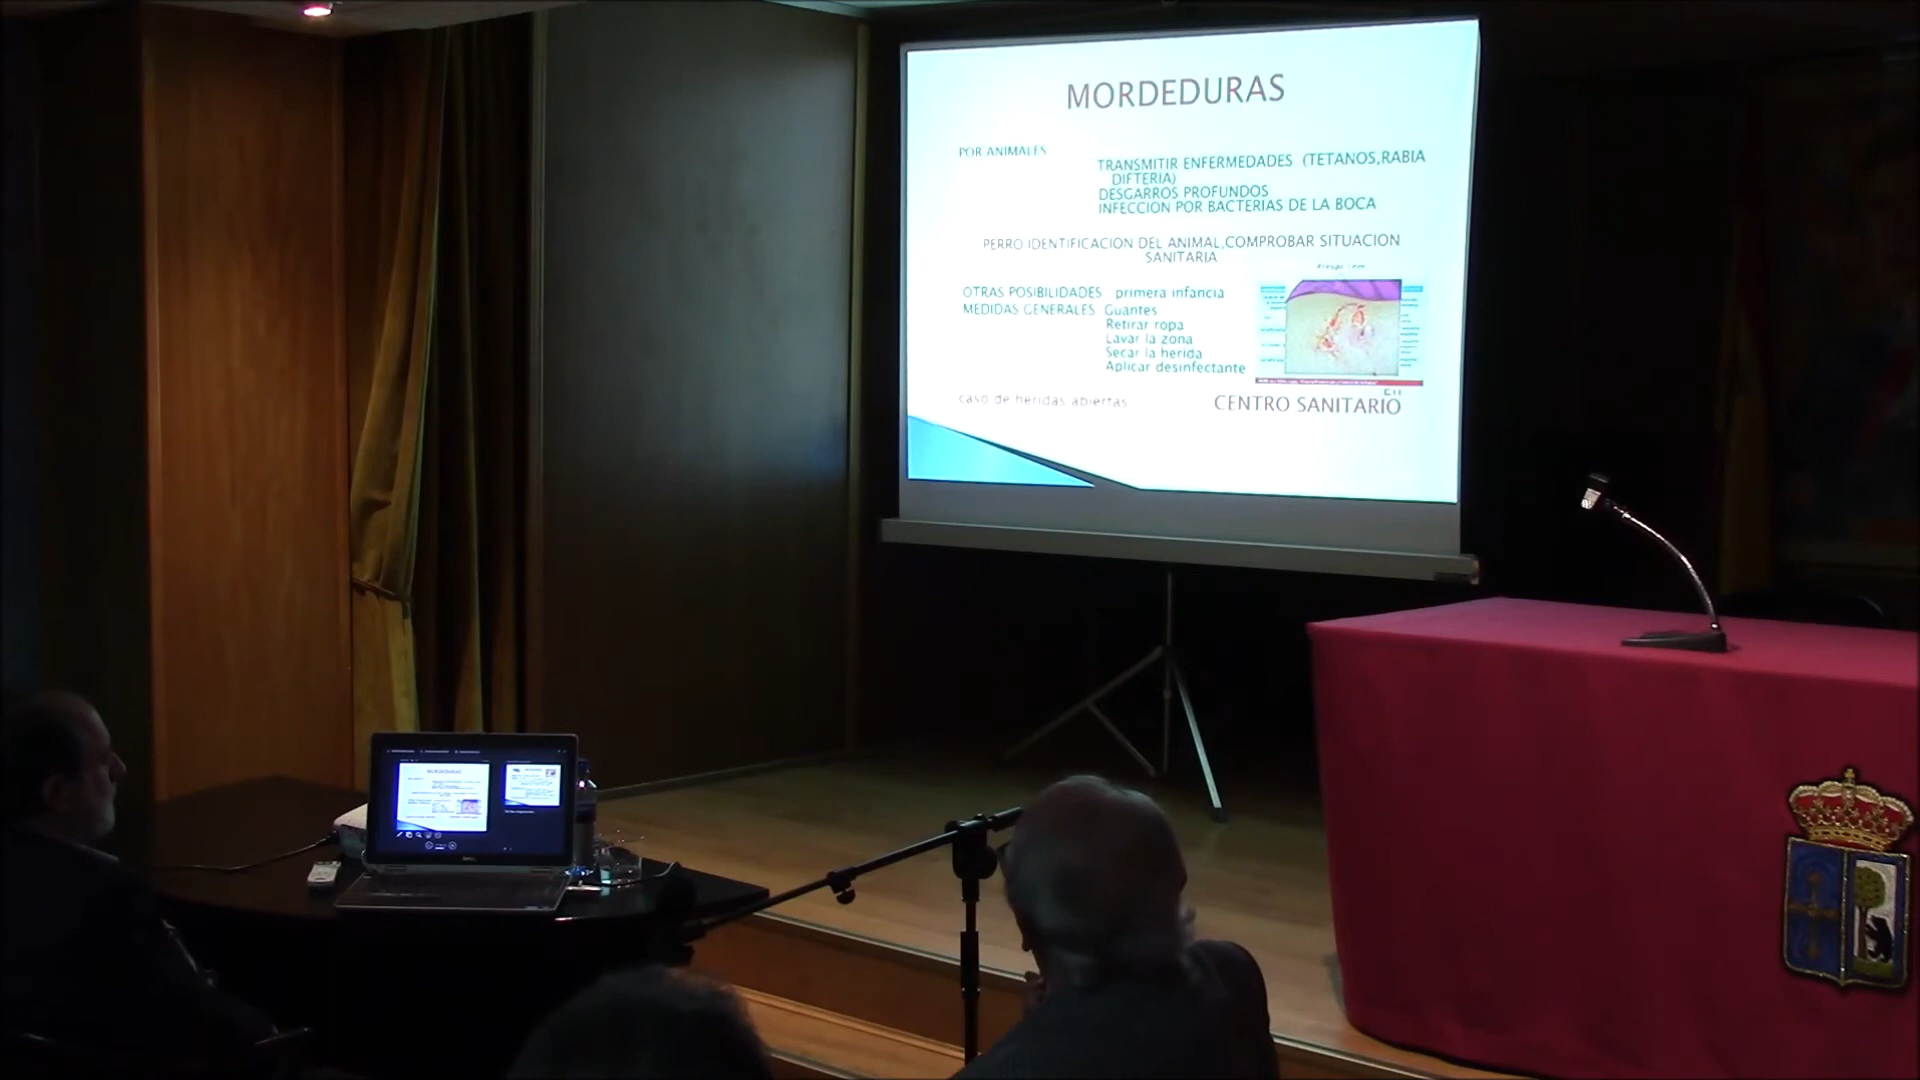 MORDEDURAS
POR ANIMALES
TRANSMITIR ENFERMEDADES (TETANOS,RABIA
DIFTERIA)
DESGARROS PROFUNDOS
INFECCION POR BACTERIAS DE LA BOCA
PERRO IDENTIFICACION DEL ANIMAL,COMPROBAR SITUACION
SANITARIA
OTRAS POSIBILIDADES primera infancia
MEDIDAS GENERALES Guantes
Retirar ropa
Lavar la zona
Secar la herida
Aplicar desinfectante
caso de heridas abiertas
CENTRO SANITARIO
MORDEDURAS